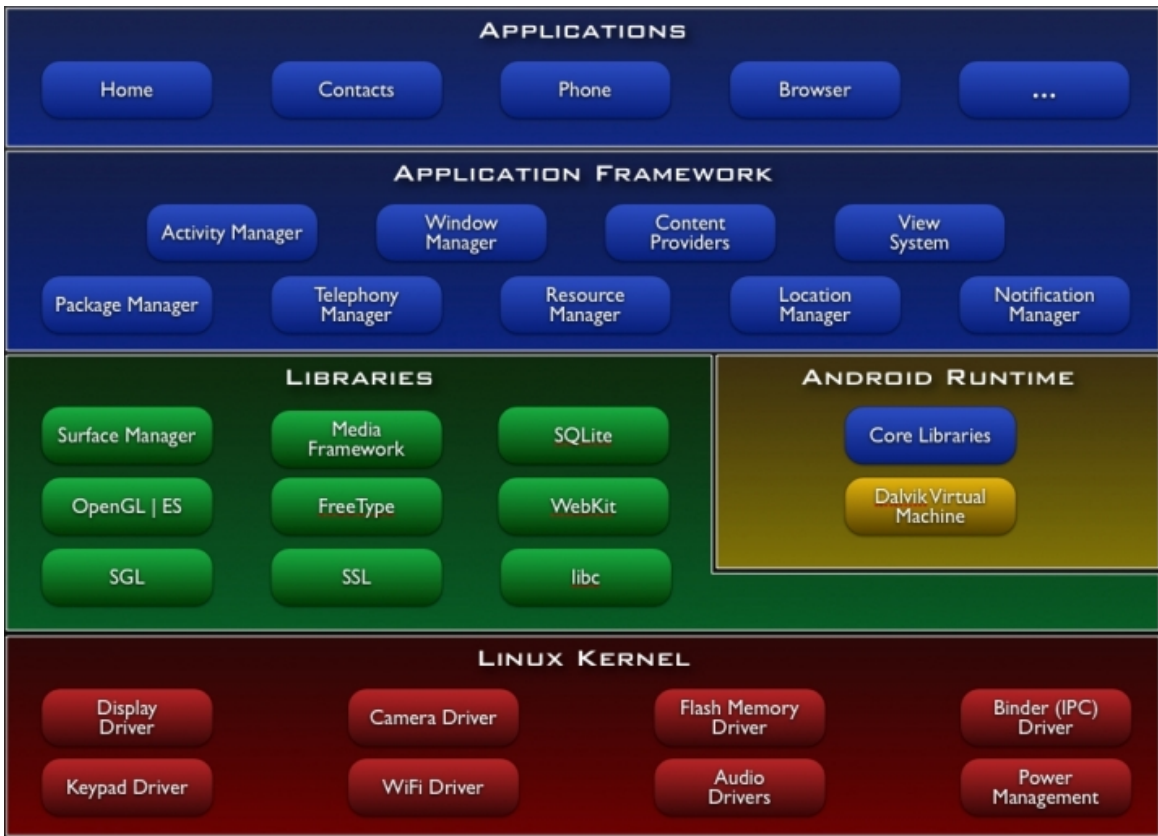 APPLICATIONS
Home
Contacts
Phone
Browser
...
APPLICATION FRAMEWORK
Activity Manager
Window
Manager
Content
Providers
View
System
Package Manager
Telephony
Manager
Resource
Manager
Location
Manager
Notification
Manager
LIBRARIES
Surface Manager
Media
Framework
SQLite
OpenGL | ES
FreeType
WebKit
SGL
SSL
libc
ANDROID RUNTIME
Core Libraries
Dalvik Virtual
Machine
LINUX KERNEL
Display
Driver
Camera Driver
Flash Memory
Driver
Binder (IPC)
Driver
Keypad Driver
WiFi Driver
Audio
Drivers
Power
Management